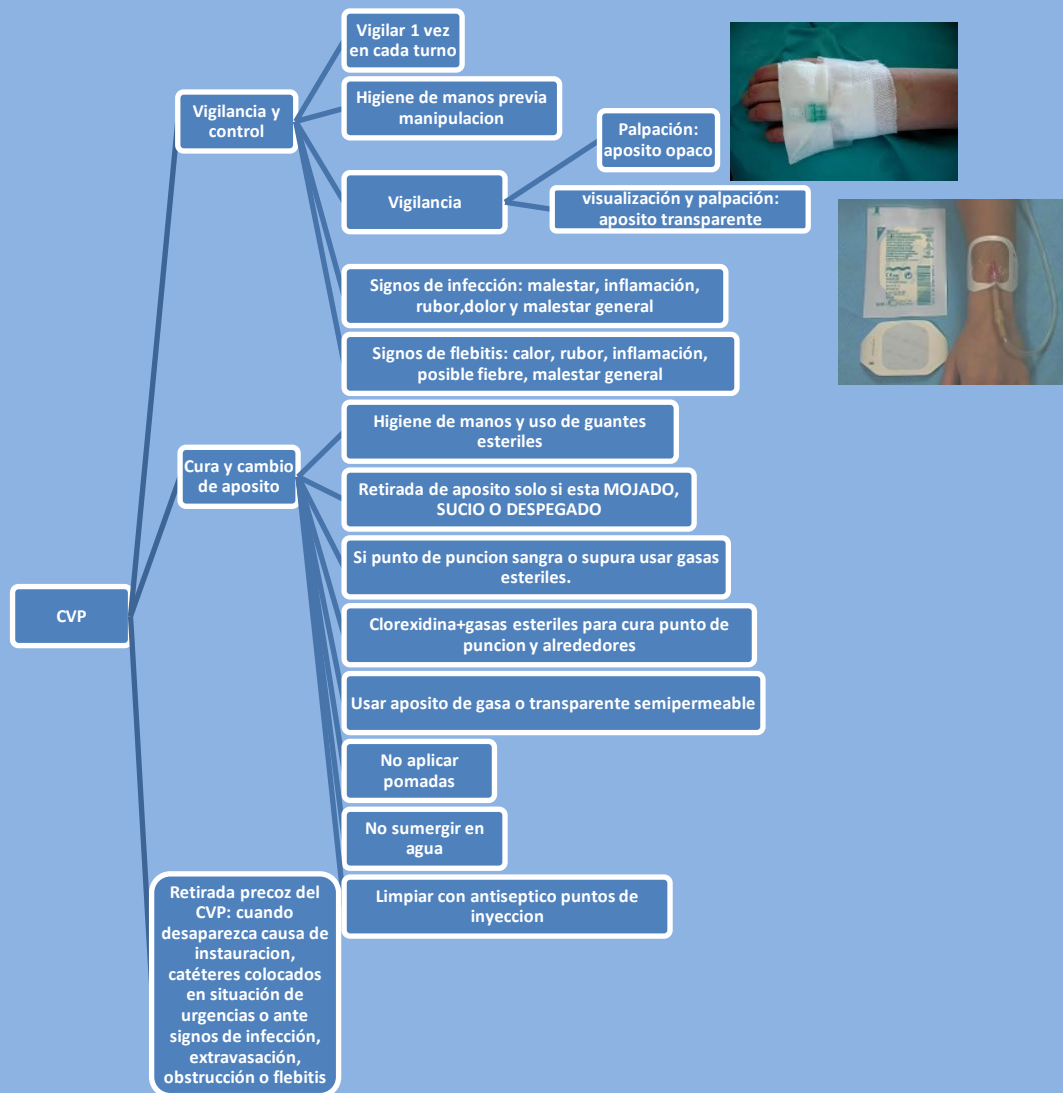 CVP
Vigilancia y
control
Vigilar 1 vez
en cada turno
Higiene de manos previa
manipulacion
Vigilancia
Palpación:
aposito opaco
visualización y palpación:
aposito transparente
Signos de infección: malestar, inflamación,
rubor,dolor y malestar general
Signos de flebitis: calor, rubor, inflamación,
posible fiebre, malestar general
Cura y cambio
de aposito
Higiene de manos y uso de guantes
esteriles
Retirada de aposito solo si esta MOJADO,
SUCIO O DESPEGADO
Si punto de puncion sangra o supura usar gasas
esteriles.
Clorexidina+gasas esteriles para cura punto de
puncion y alrededores
Usar aposito de gasa o transparente semipermeable
No aplicar
pomadas
No sumergir en
agua
Limpiar con antiseptico puntos de
inyeccion
Retirada precoz del
CVP: cuando
desaparezca causa de
instauracion,
catéteres colocados
en situación de
urgencias o ante
signos de infección,
extravasación,
obstrucción o flebitis